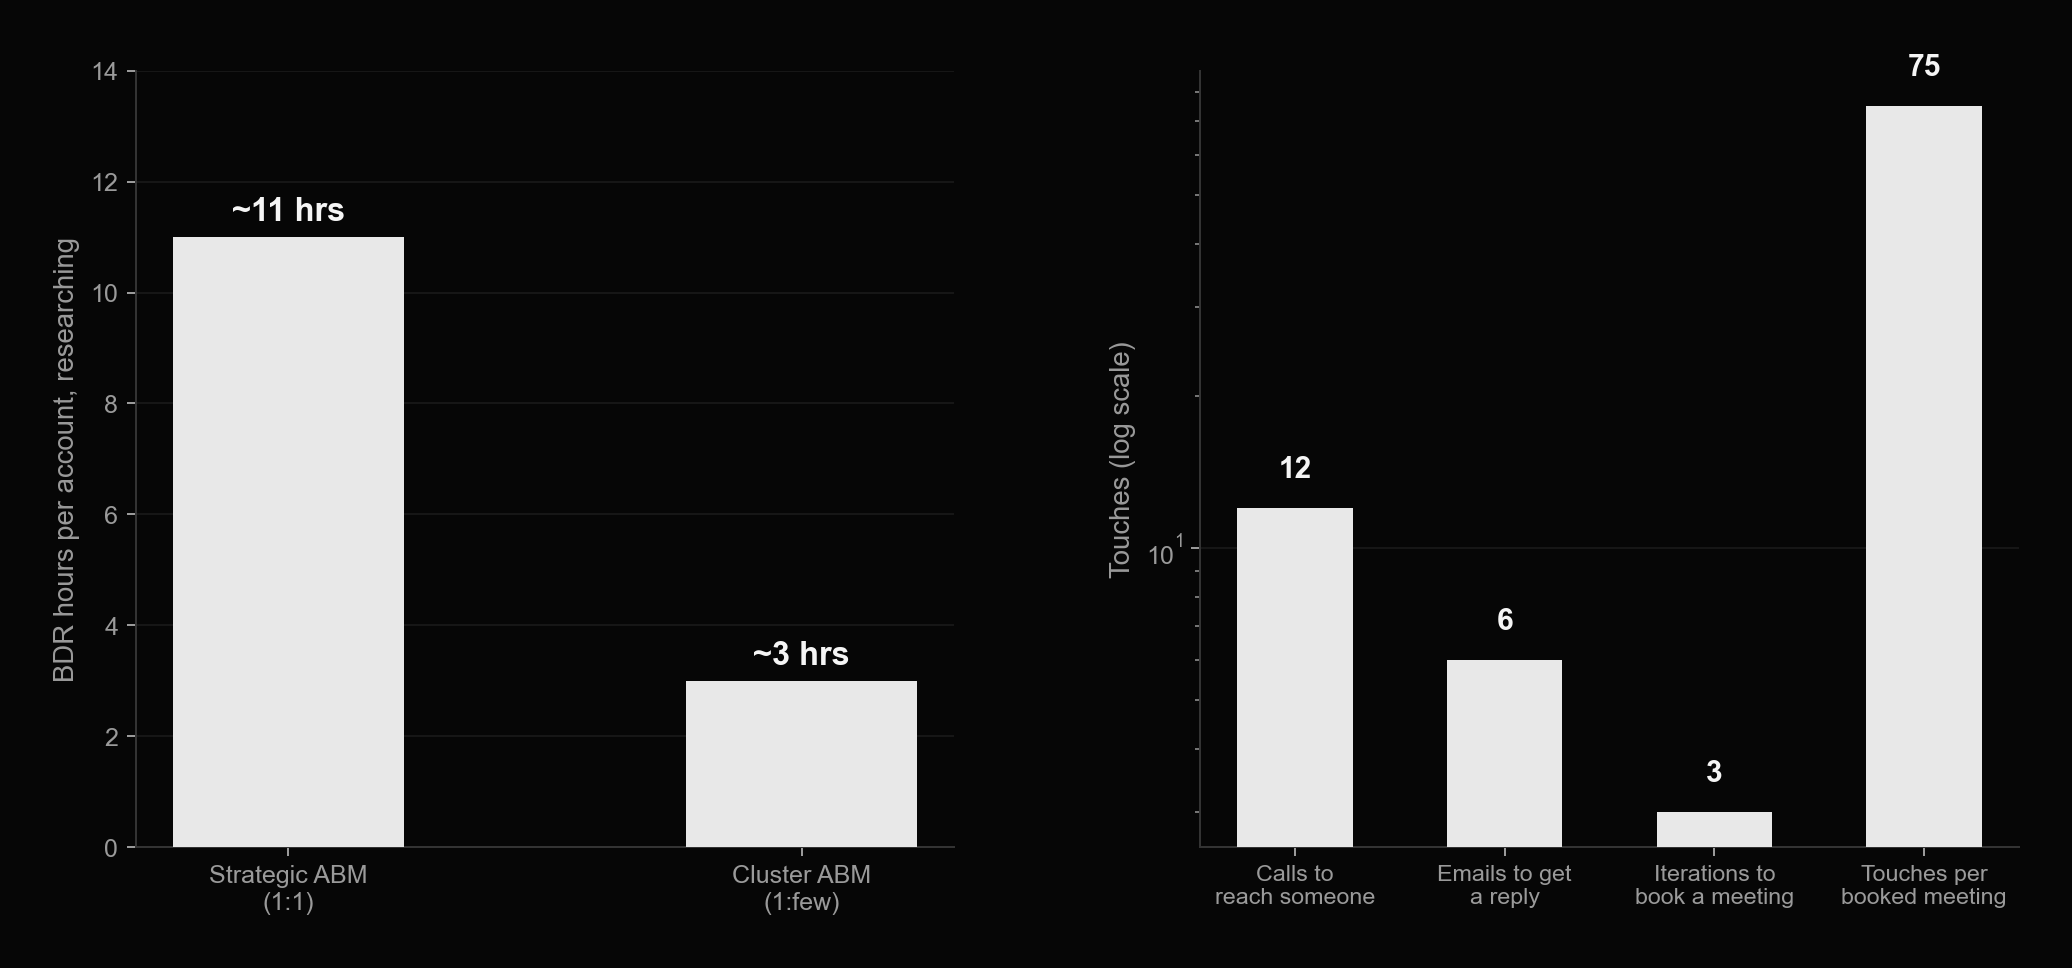 BDR hours per account, researching
14
12
10
8
6
4
2
0
~11 hrs
~3 hrs
Strategic ABM
(1:1)
Cluster ABM
(1:few)
Touches (log scale)
10¹
12
6
3
75
Calls to
reach someone
Emails to get
a reply
Iterations to
book a meeting
Touches per
booked meeting